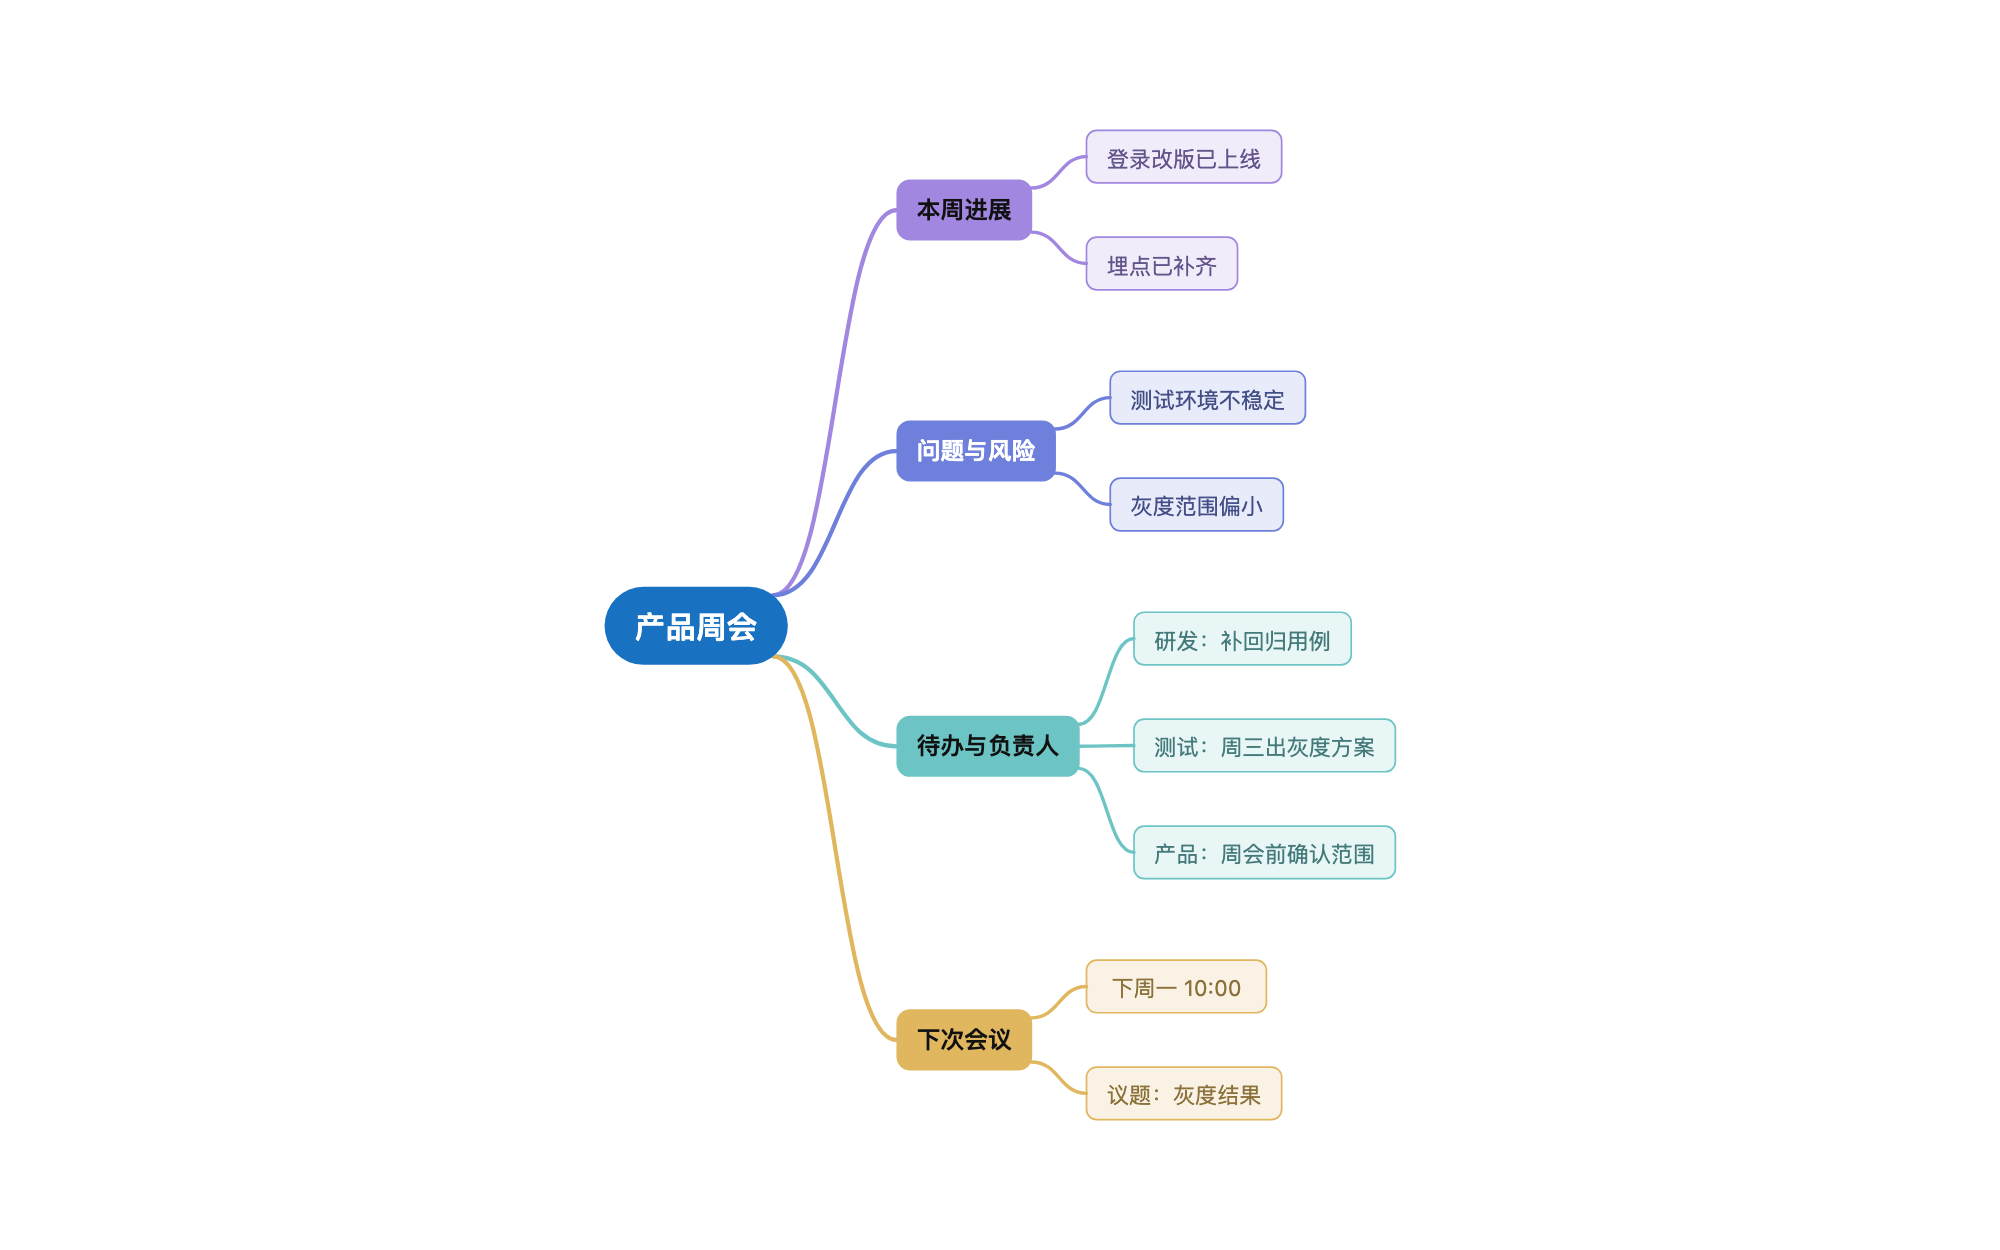 产品周会
本周进展
登录改版已上线
埋点已补齐
问题与风险
测试环境不稳定
灰度范围偏小
待办与负责人
研发：补回归用例
测试：周三出灰度方案
产品：周会前确认范围
下次会议
下周一 10:00
议题：灰度结果